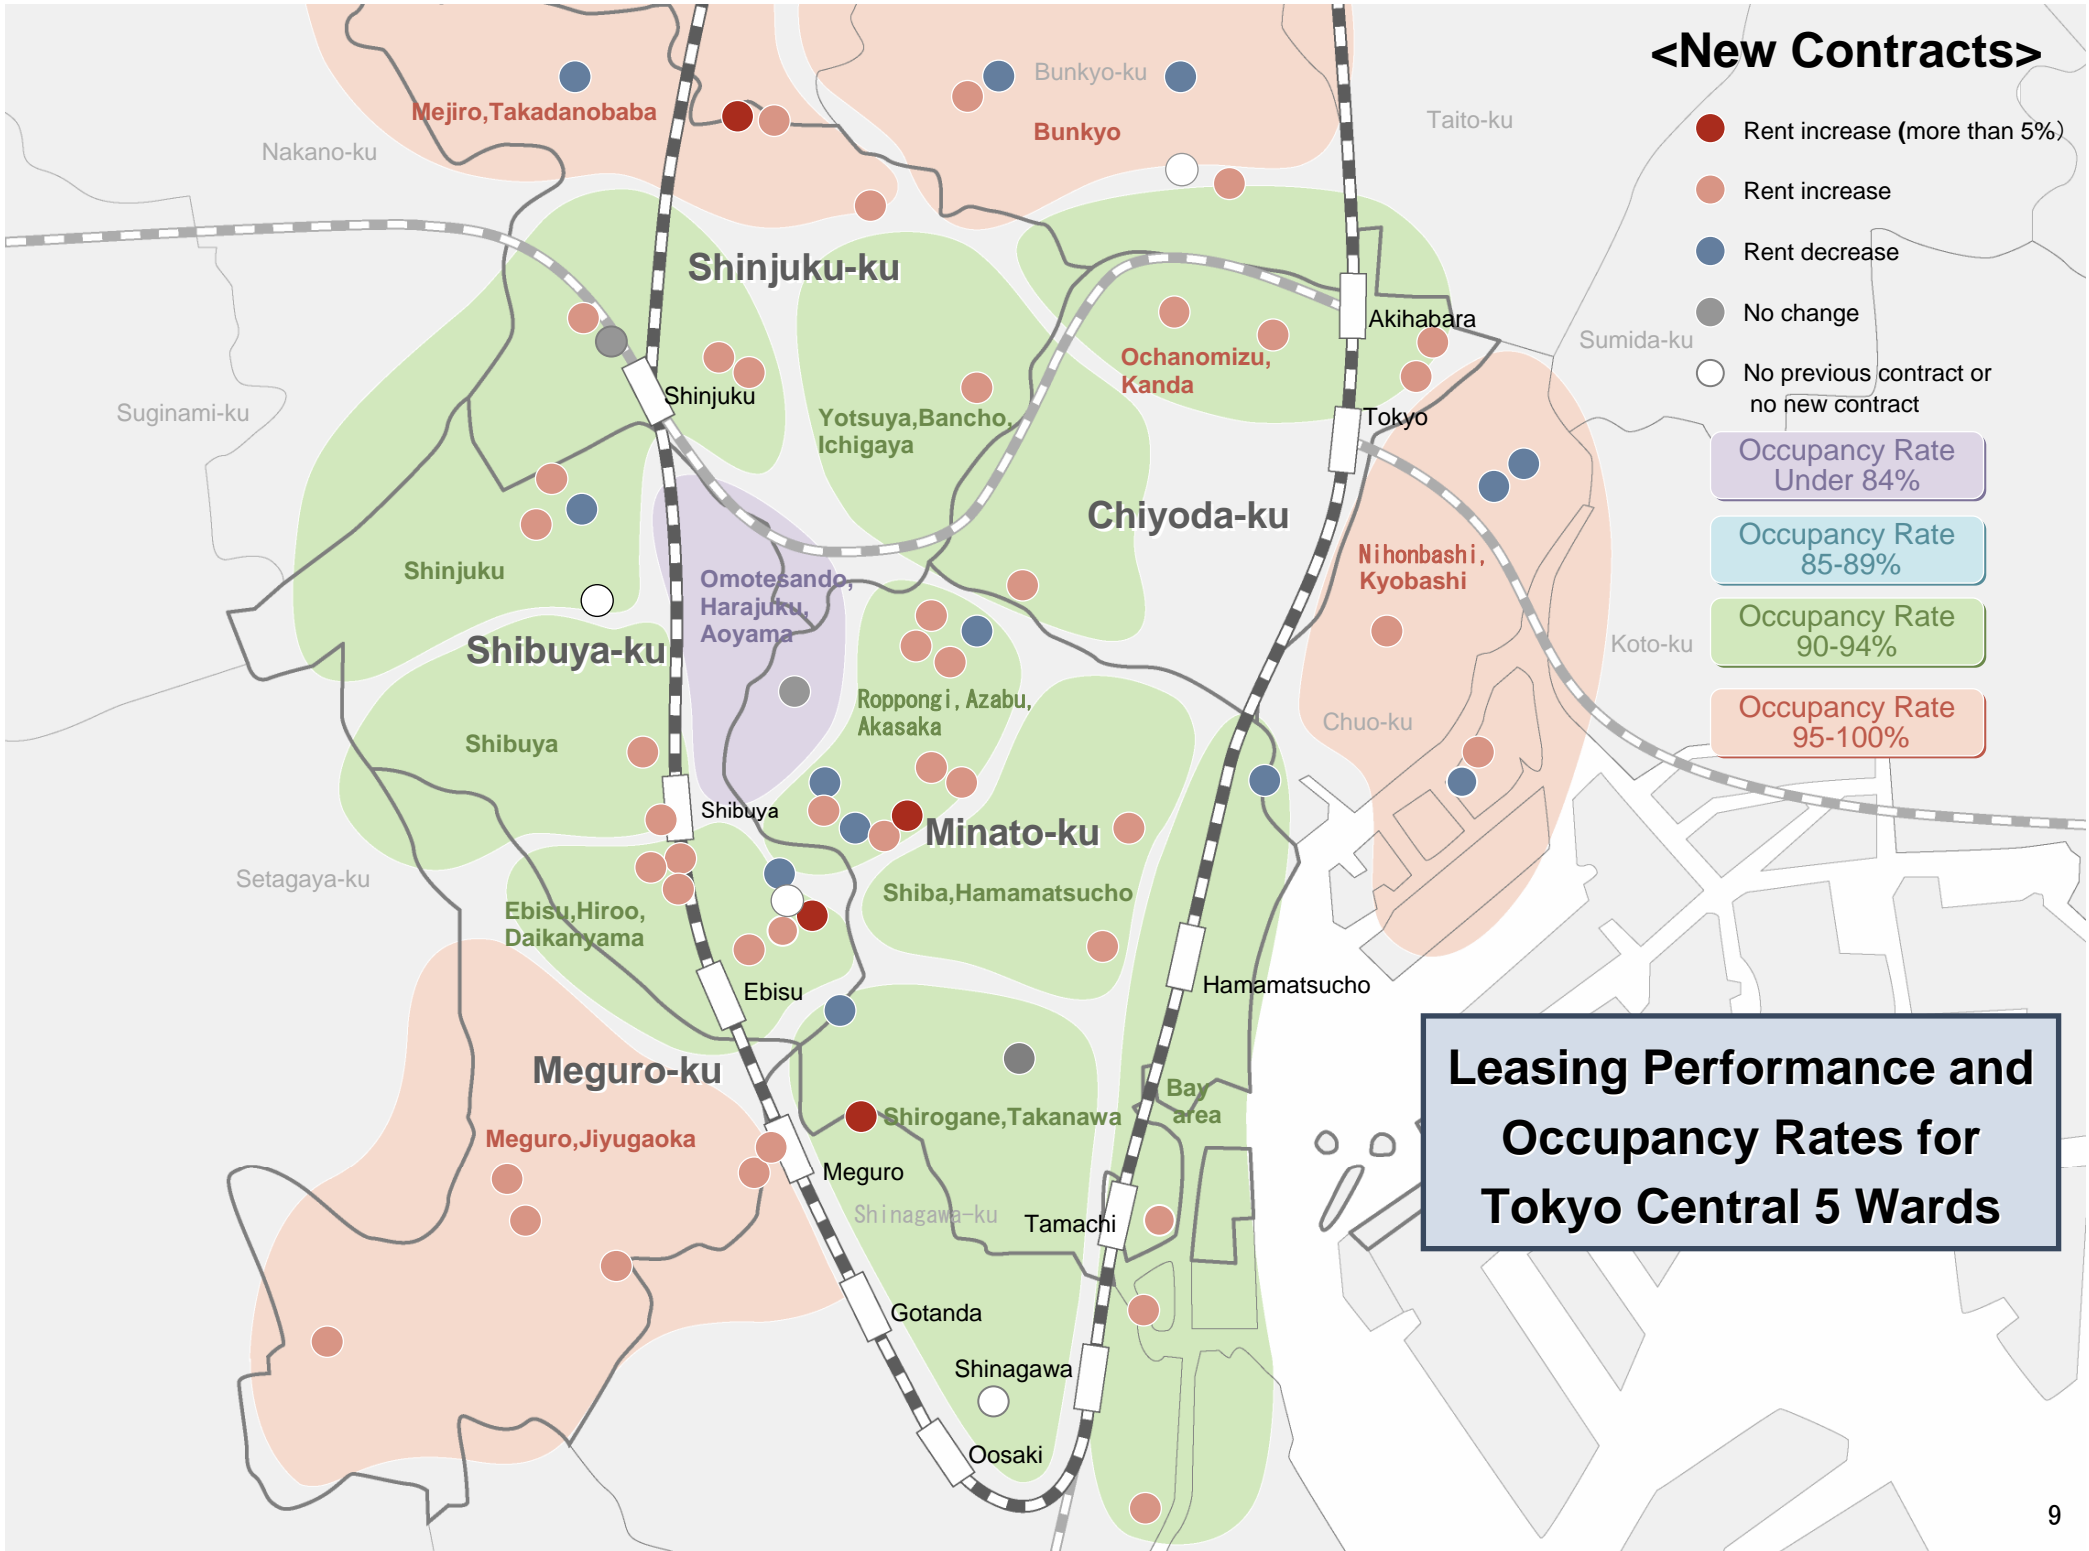 <New Contracts>
Rent increase (more than 5%)
Rent increase
Rent decrease
No change
No previous contract or
no new contract
Occupancy Rate
Under 84%
Occupancy Rate
85-89%
Occupancy Rate
90-94%
Occupancy Rate
95-100%
Bunkyo-ku
Mejiro,Takadanobaba
Bunkyo
Taito-ku
Nakano-ku
Shinjuku-ku
Akihabara
Sumida-ku
Ochanomizu,
Kanda
Shinjuku
Suginami-ku
Yotsuya,Bancho,
Ichigaya
Tokyo
Chiyoda-ku
Nihonbashi,
Kyobashi
Shinjuku
Omotesando,
Harajuku,
Aoyama
Shibuya-ku
Koto-ku
Roppongi,Azabu,
Akasaka
Chuo-ku
Shibuya
Shibuya
Minato-ku
Setagaya-ku
Shiba,Hamamatsucho
Ebisu,Hiroo,
Daikanyama
Ebisu
Hamamatsucho
Meguro-ku
Bay
area
Shirogane,Takanawa
Meguro,Jiyugaoka
Meguro
Shinagawa-ku
Tamachi
Gotanda
Shinagawa
Oosaki
Leasing Performance and
Occupancy Rates for
Tokyo Central 5 Wards
9